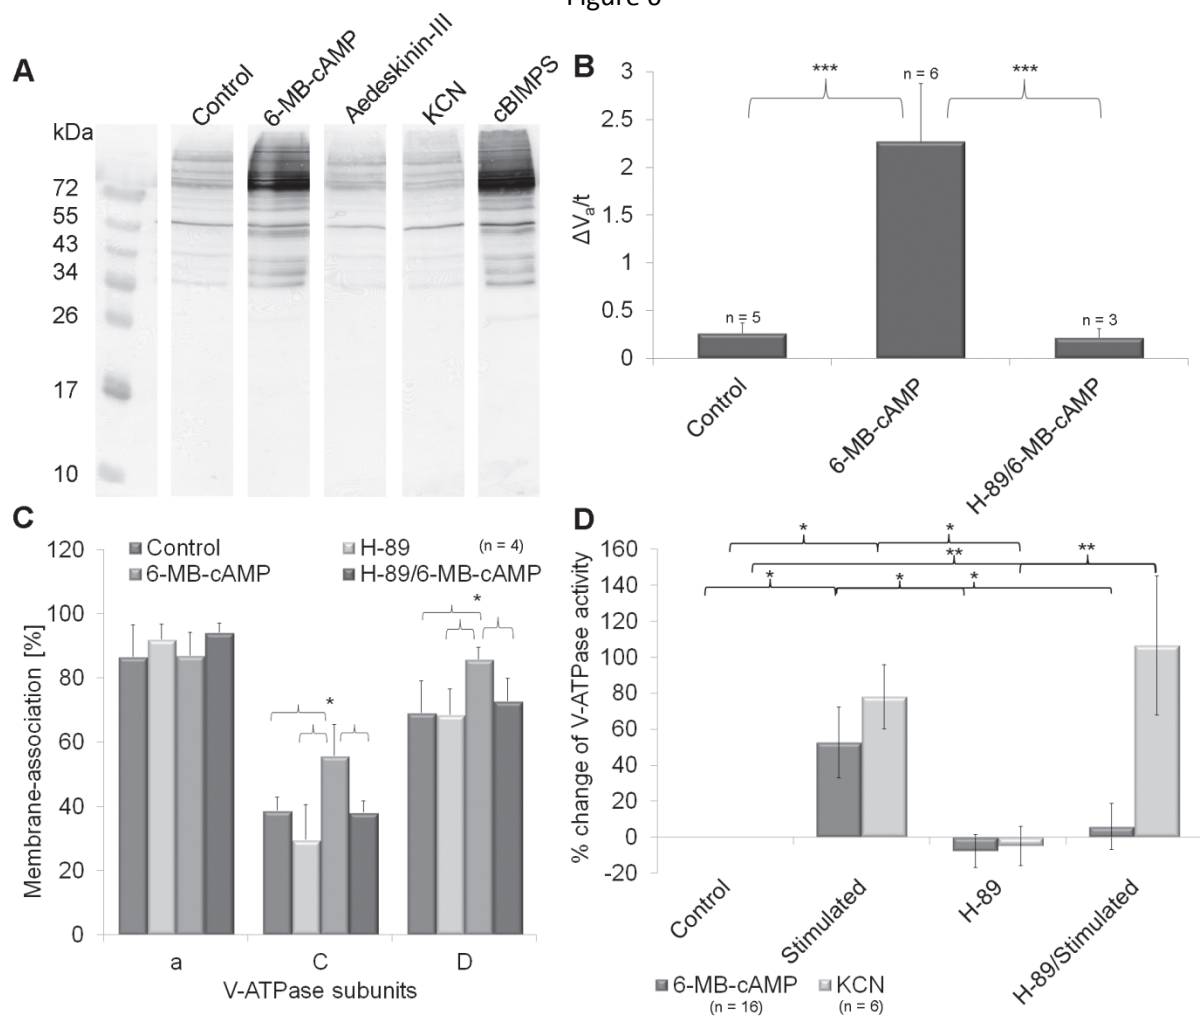 Figure 6
A
Control
6-MB-cAMP
Aedeskinin-III
KCN
cBIMPS
kDa
72
55
43
34
26
17
10
B
***
n = 6
***
3
2.5
2
1.5
1
0.5
0
ΔVa/t
n = 5
n = 3
Control
6-MB-cAMP
H-89/6-MB-cAMP
C
Control
H-89
(n = 4)
6-MB-cAMP
H-89/6-MB-cAMP
120
100
80
60
40
20
0
Membrane-association [%]
*
*
a
C
D
V-ATPase subunits
D
*
*
**
**
*
*
*
160
140
120
100
80
60
40
20
0
-20
% change of V-ATPase activity
Control
Stimulated
H-89
H-89/Stimulated
6-MB-cAMP
KCN
(n = 16)
(n = 6)